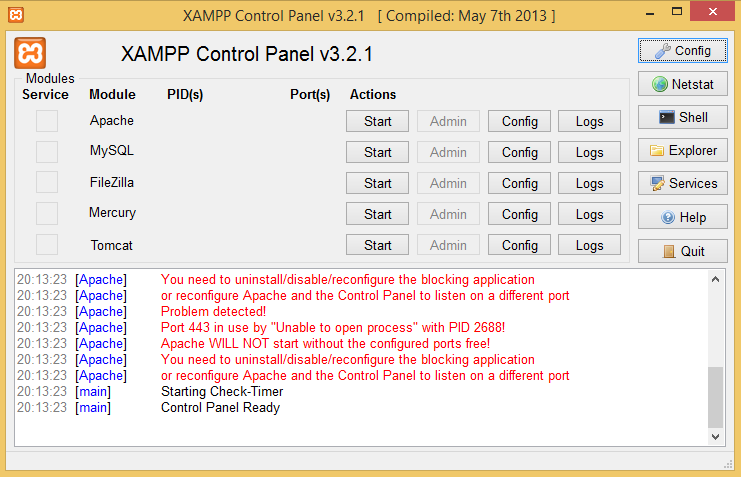 XAMPP Control Panel v3.2.1 [ Compiled: May 7th 2013 ]
XAMPP Control Panel v3.2.1
Config
Netstat
Shell
Explorer
Services
Help
Quit
Modules
Service Module PID(s) Port(s) Actions
Apache Start Admin Config Logs
MySQL Start Admin Config Logs
FileZilla Start Admin Config Logs
Mercury Start Admin Config Logs
Tomcat Start Admin Config Logs
20:13:23 [Apache] You need to uninstall/disable/reconfigure the blocking application
20:13:23 [Apache] or reconfigure Apache and the Control Panel to listen on a different port
20:13:23 [Apache] Problem detected!
20:13:23 [Apache] Port 443 in use by "Unable to open process" with PID 2688!
20:13:23 [Apache] Apache WILL NOT start without the configured ports free!
20:13:23 [Apache] You need to uninstall/disable/reconfigure the blocking application
20:13:23 [Apache] or reconfigure Apache and the Control Panel to listen on a different port
20:13:23 [main] Starting Check-Timer
20:13:23 [main] Control Panel Ready